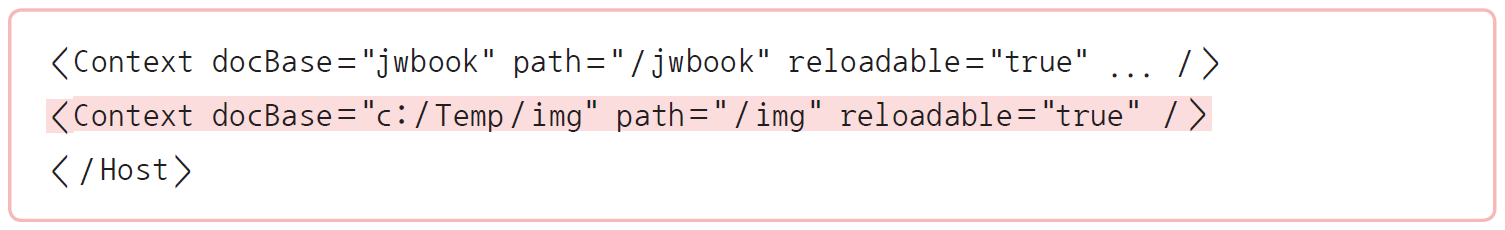 <Context docBase="jwbook" path="/jwbook" reloadable="true" ... />
<Context docBase="c:/Temp/img" path="/img" reloadable="true" />
</Host>